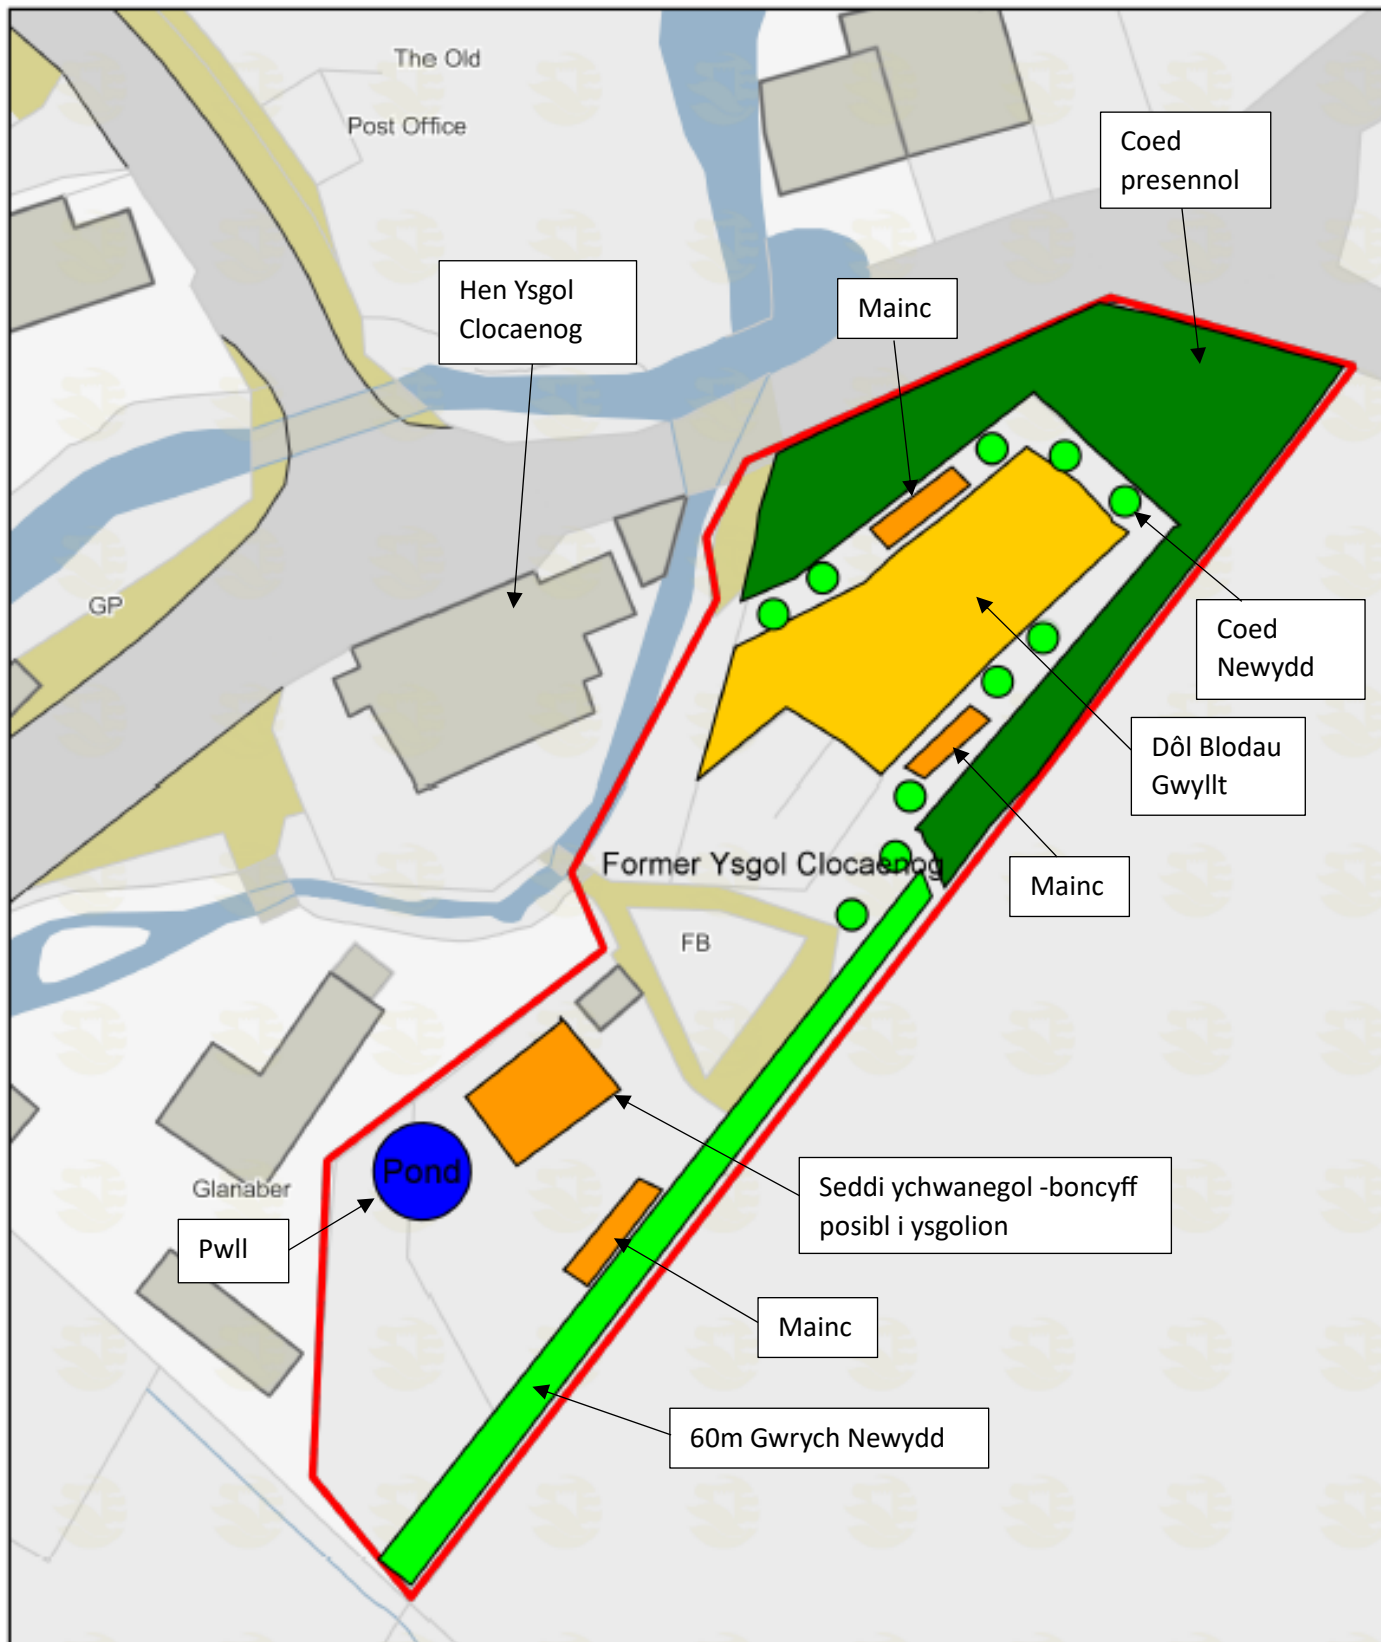 The Old
Post Office
Coed
presennol
Hen Ysgol
Clocaenog
Mainc
GP
Coed
Newydd
Dôl Blodau
Gwyllt
Former Ysgol Clocaenog
Mainc
FB
Pond
Glanaber
Seddi ychwanegol -boncyff
posibl i ysgolion
Pwll
Mainc
60m Gwrych Newydd